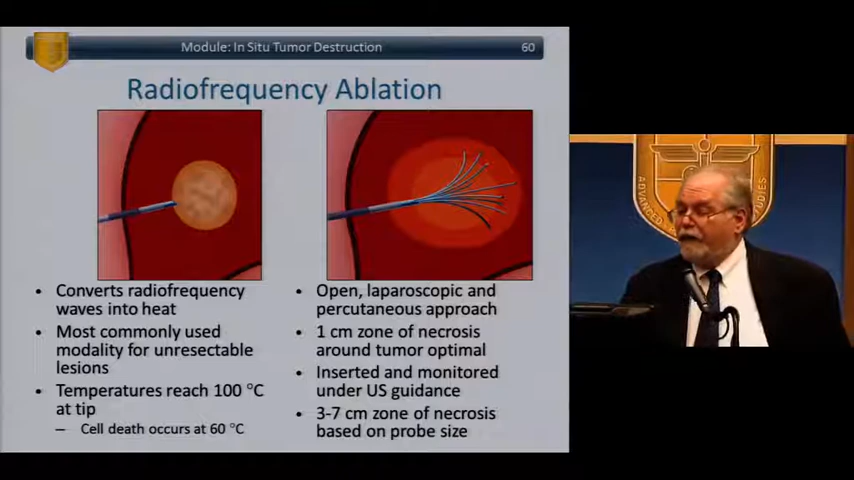 Module: In Situ Tumor Destruction
60
Radiofrequency Ablation
• Converts radiofrequency
waves into heat
• Most commonly used
modality for unresectable
lesions
• Temperatures reach 100 °C
at tip
– Cell death occurs at 60 °C
• Open, laparoscopic and
percutaneous approach
• 1 cm zone of necrosis
around tumor optimal
• Inserted and monitored
under US guidance
• 3-7 cm zone of necrosis
based on probe size